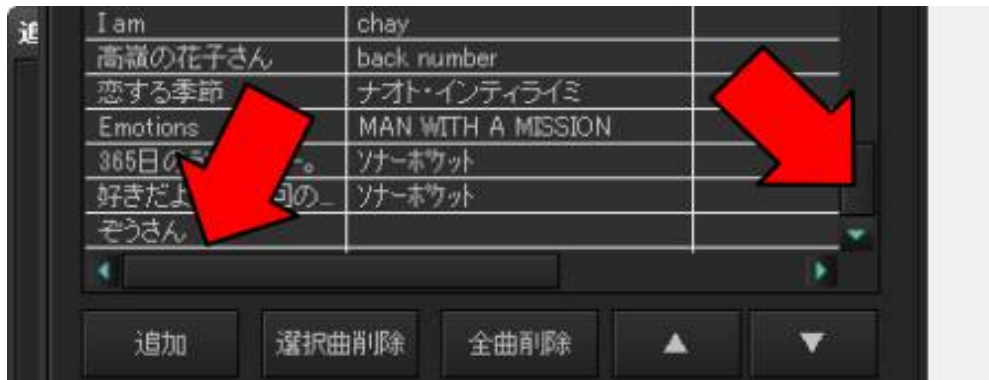 追
I am chay
高嶺の花子さん back number
恋する季節 ナオト・インティライミ
Emotions MAN WITH A MISSION
365日の 。 ソナーポケット
好きだよ 回の_ ソナーポケット
ぞうさん
追加 選択曲削除 全曲削除 ▲ ▼